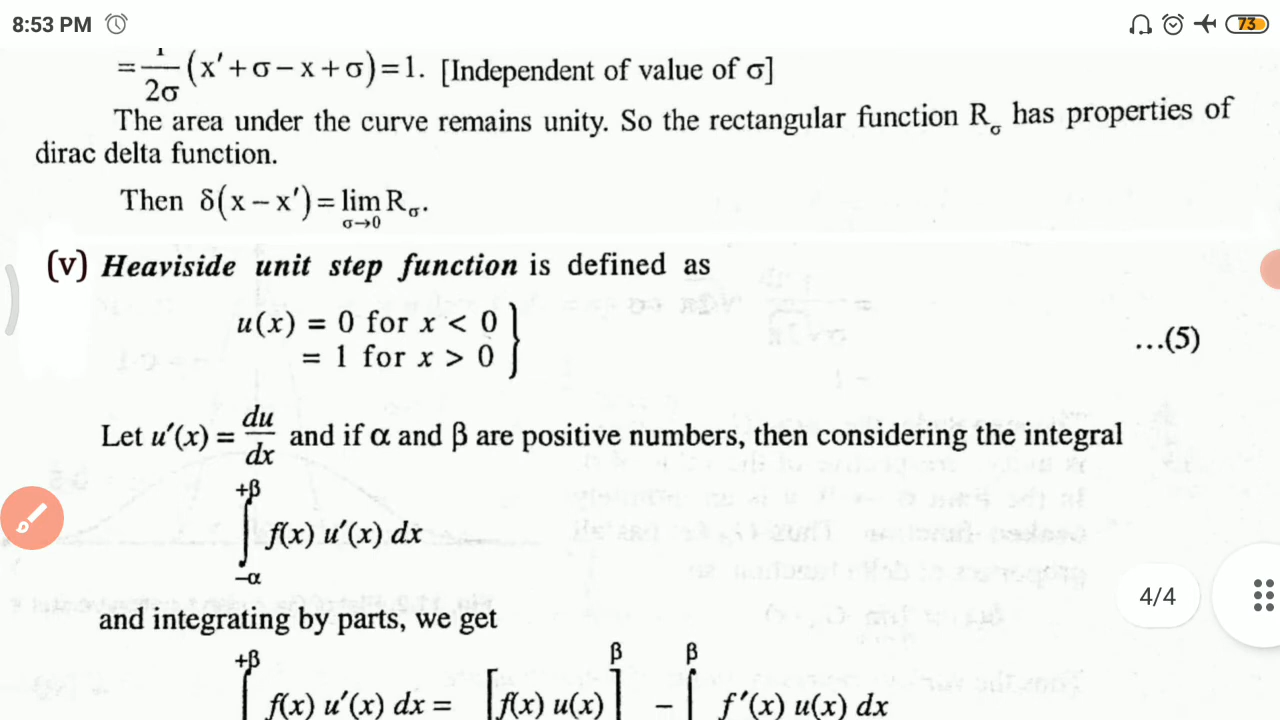 8:53 PM
73
= 1/2σ (x′+σ−x+σ)=1. [Independent of value of σ]
The area under the curve remains unity. So the rectangular function Rσ has properties of
dirac delta function.
Then δ(x−x′)= lim Rσ.
σ→0
(v) Heaviside unit step function is defined as
u(x) = 0 for x < 0
= 1 for x > 0 } ...(5)
Let u′(x) = du/dx and if α and β are positive numbers, then considering the integral
+β
∫ f(x) u′(x) dx
−α
4/4
and integrating by parts, we get
+β β β
∫ f(x) u′(x) dx = [f(x) u(x)] − ∫ f′(x) u(x) dx